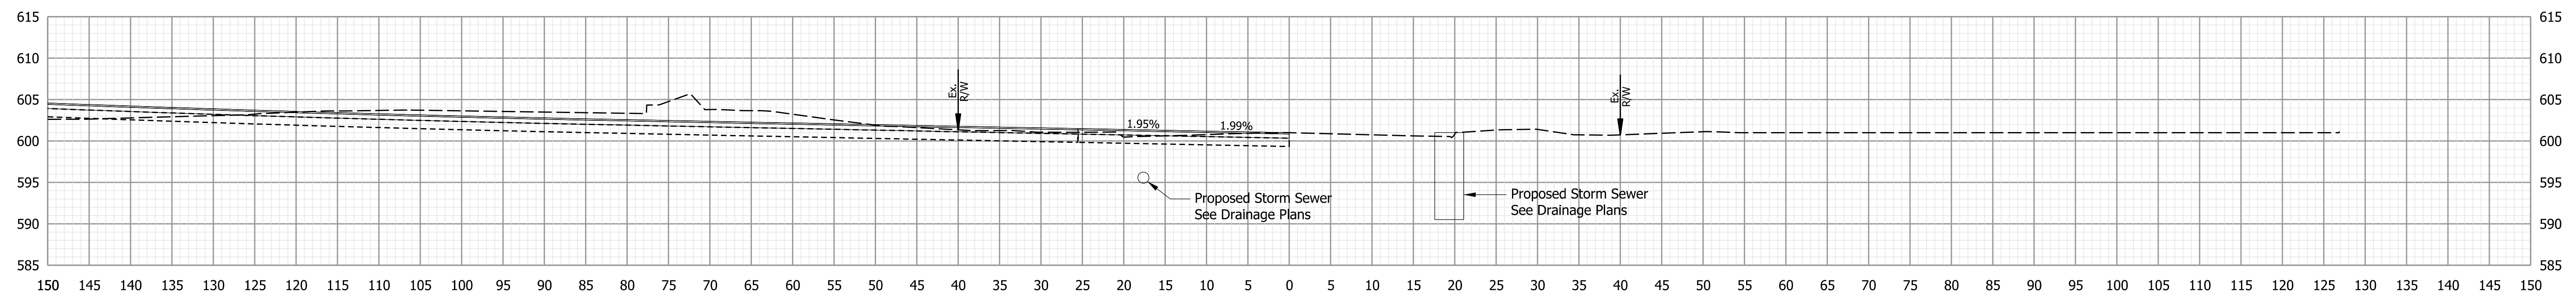 615 615
610 610
605 605
Ex.
R/W
Ex.
R/W
1.95% 1.99%
600 600
595 595
Proposed Storm Sewer
See Drainage Plans
Proposed Storm Sewer
See Drainage Plans
590 590
585 585
150 145 140 135 130 125 120 115 110 105 100 95 90 85 80 75 70 65 60 55 50 45 40 35 30 25 20 15 10 5 0 5 10 15 20 25 30 35 40 45 50 55 60 65 70 75 80 85 90 95 100 105 110 115 120 125 130 135 140 145 150